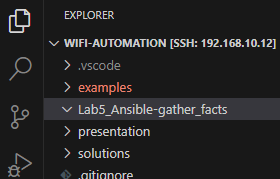 EXPLORER
WIFI-AUTOMATION [SSH: 192.168.10.12]
.vscode
examples
Lab5_Ansible-gather_facts
presentation
solutions
.gitignore